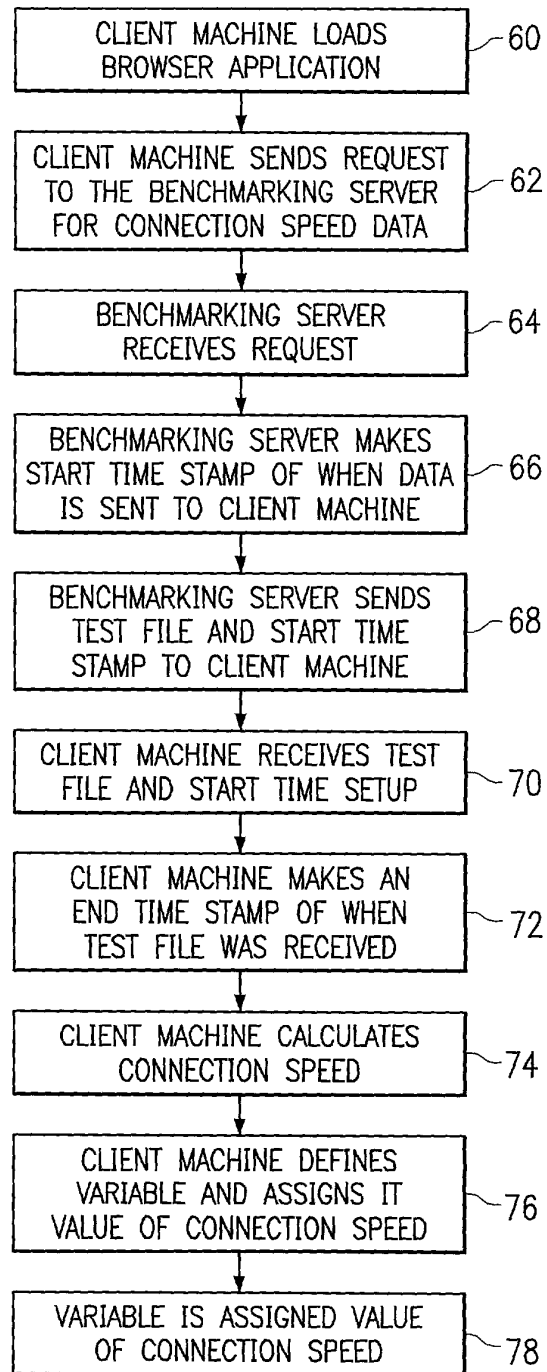 CLIENT MACHINE LOADS
BROWSER APPLICATION
60
CLIENT MACHINE SENDS REQUEST
TO THE BENCHMARKING SERVER
FOR CONNECTION SPEED DATA
62
BENCHMARKING SERVER
RECEIVES REQUEST
64
BENCHMARKING SERVER MAKES
START TIME STAMP OF WHEN DATA
IS SENT TO CLIENT MACHINE
66
BENCHMARKING SERVER SENDS
TEST FILE AND START TIME
STAMP TO CLIENT MACHINE
68
CLIENT MACHINE RECEIVES TEST
FILE AND START TIME SETUP
70
CLIENT MACHINE MAKES AN
END TIME STAMP OF WHEN
TEST FILE WAS RECEIVED
72
CLIENT MACHINE CALCULATES
CONNECTION SPEED
74
CLIENT MACHINE DEFINES
VARIABLE AND ASSIGNS IT
VALUE OF CONNECTION SPEED
76
VARIABLE IS ASSIGNED VALUE
OF CONNECTION SPEED
78